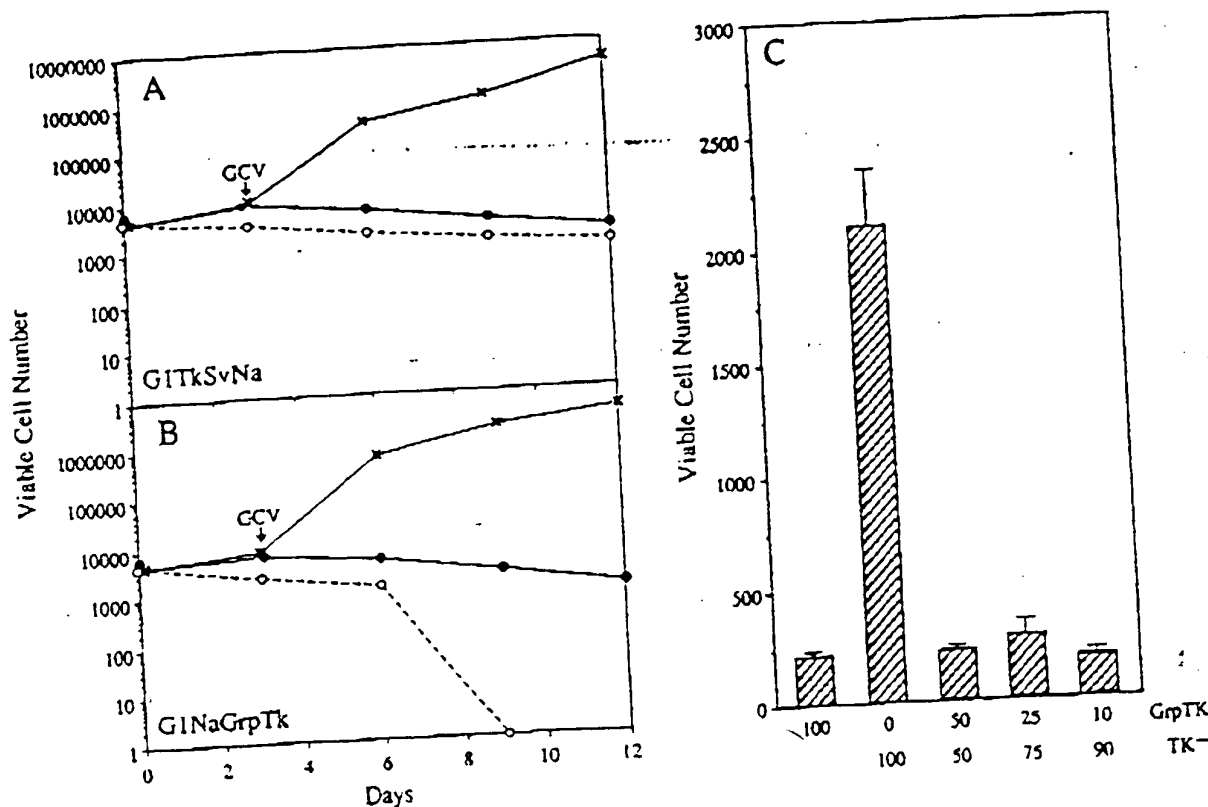 A
10000000
1000000
100000
10000
1000
100
10
1
GCV
G1TkSvNa
Viable Cell Number
B
1000000
100000
10000
1000
100
10
1
GCV
G1NaGrpTk
0 2 4 6 8 10 12
Days
C
3000
2500
2000
1500
1000
500
0
Viable Cell Number
100 0 50 25 10 GrpTK
100 50 75 90 TK−